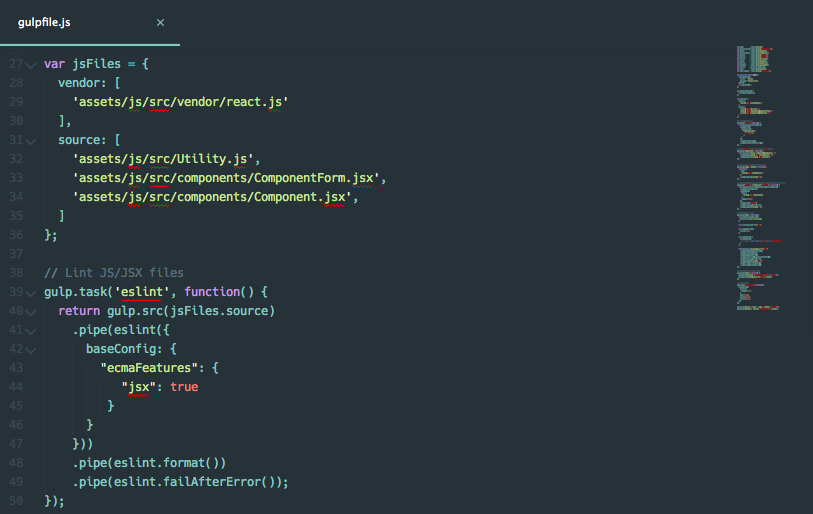 gulpfile.js ×
27 var jsFiles = {
28 vendor: [
29 'assets/js/src/vendor/react.js'
30 ],
31 source: [
32 'assets/js/src/Utility.js',
33 'assets/js/src/components/ComponentForm.jsx',
34 'assets/js/src/components/Component.jsx',
35 ]
36 };
37
38 // Lint JS/JSX files
39 gulp.task('eslint', function() {
40 return gulp.src(jsFiles.source)
41 .pipe(eslint({
42 baseConfig: {
43 "ecmaFeatures": {
44 "jsx": true
45 }
46 }
47 }))
48 .pipe(eslint.format())
49 .pipe(eslint.failAfterError());
50 });